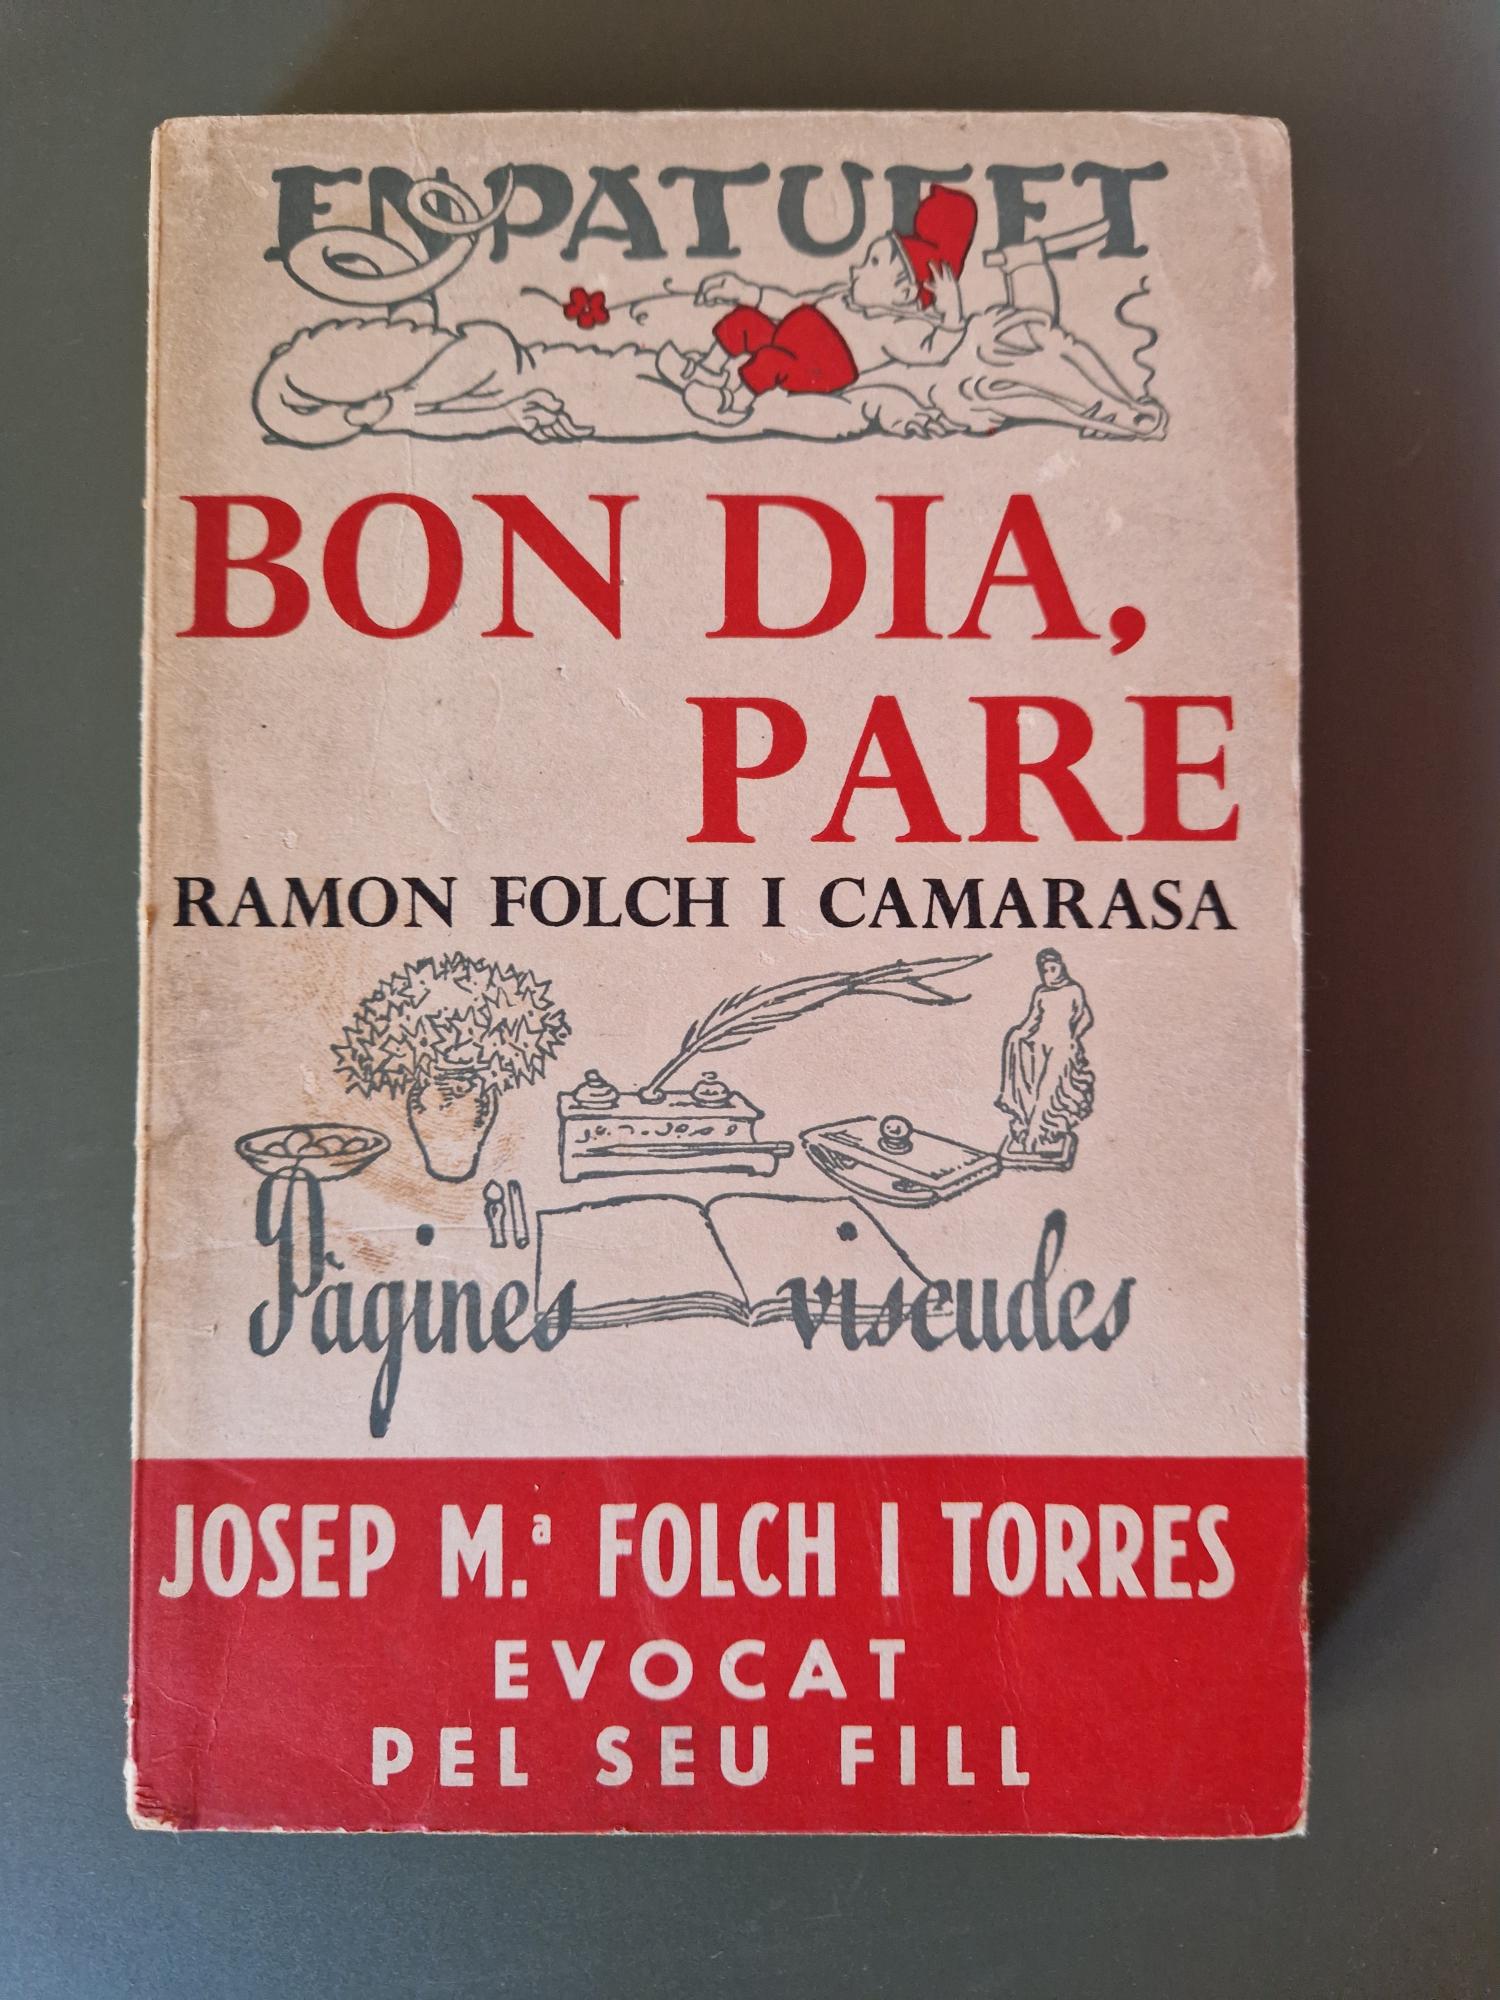 EN PATUFET
BON DIA,
PARE
RAMON FOLCH I CAMARASA
Pàgines viscudes
JOSEP M.ª FOLCH I TORRES
EVOCAT
PEL SEU FILL